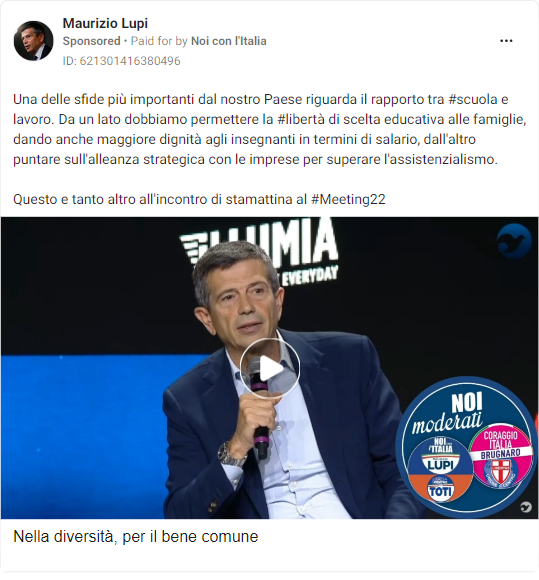 Maurizio Lupi
Sponsored • Paid for by Noi con l'Italia
ID: 621301416380496
Una delle sfide più importanti dal nostro Paese riguarda il rapporto tra #scuola e
lavoro. Da un lato dobbiamo permettere la #libertà di scelta educativa alle famiglie,
dando anche maggiore dignità agli insegnanti in termini di salario, dall'altro
puntare sull'alleanza strategica con le imprese per superare l'assistenzialismo.
Questo e tanto altro all'incontro di stamattina al #Meeting22
LUMIA
EVERYDAY
NOI
moderati
NOI
L'ITALIA
LUPI
TOTI
CORAGGIO
ITALIA
BRUGNARO
Nella diversità, per il bene comune